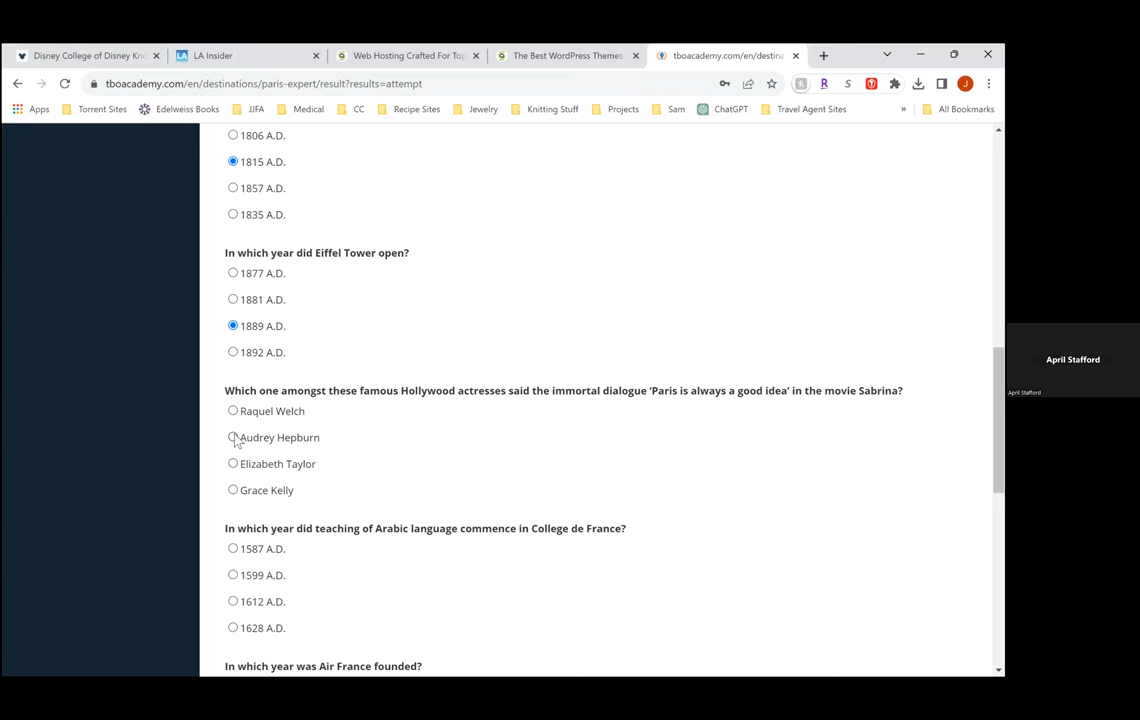 Disney College of Disney Kn
LA Insider
Web Hosting Crafted For Top
The Best WordPress Themes
tboacademy.com/en/destina
tboacademy.com/en/destinations/paris-expert/result?results=attempt
Apps
Torrent Sites
Edelweiss Books
JJFA
Medical
CC
Recipe Sites
Jewelry
Knitting Stuff
Projects
Sam
ChatGPT
Travel Agent Sites
»
All Bookmarks
1806 A.D.
1815 A.D.
1857 A.D.
1835 A.D.
In which year did Eiffel Tower open?
1877 A.D.
1881 A.D.
1889 A.D.
1892 A.D.
Which one amongst these famous Hollywood actresses said the immortal dialogue ‘Paris is always a good idea’ in the movie Sabrina?
Raquel Welch
Audrey Hepburn
Elizabeth Taylor
Grace Kelly
In which year did teaching of Arabic language commence in College de France?
1587 A.D.
1599 A.D.
1612 A.D.
1628 A.D.
In which year was Air France founded?
April Stafford
April Stafford